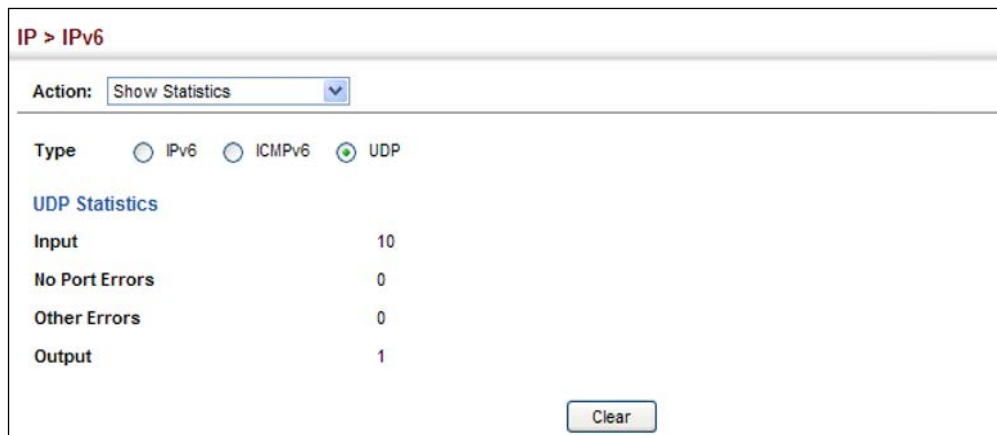 IP > IPv6
Action: Show Statistics
Type IPv6 ICMPv6 UDP
UDP Statistics
Input 10
No Port Errors 0
Other Errors 0
Output 1
Clear